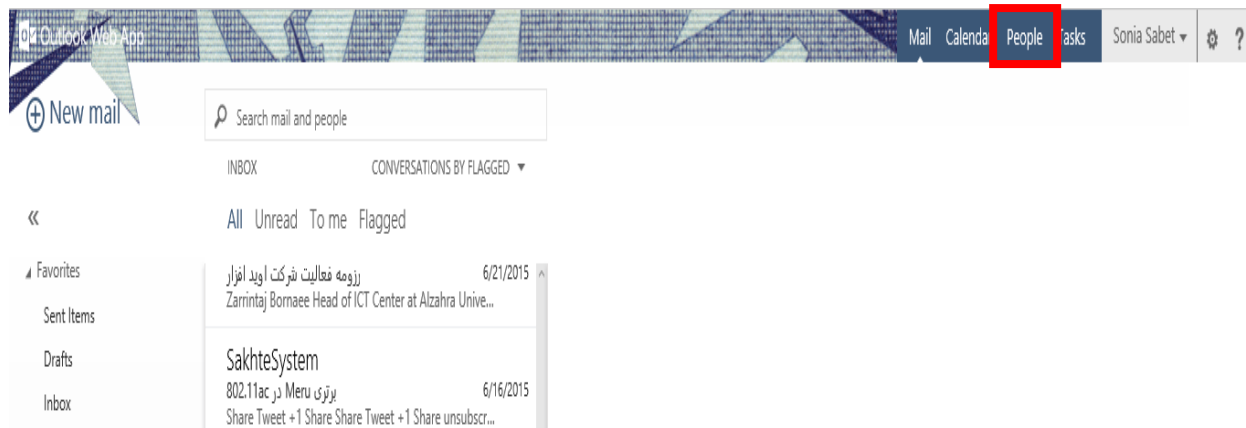 Outlook Web App
Mail Calendar People Tasks Sonia Sabet ?
New mail
Search mail and people
INBOX CONVERSATIONS BY FLAGGED
All Unread To me Flagged
Favorites
رزومه فعالیت شرکت اوید افزار 6/21/2015
Zarrintaj Bornaee Head of ICT Center at Alzahra Unive...
Sent Items
Drafts
SakhteSystem
برتری Meru در 802.11ac 6/16/2015
Inbox
Share Tweet +1 Share Share Tweet +1 Share unsubscr...